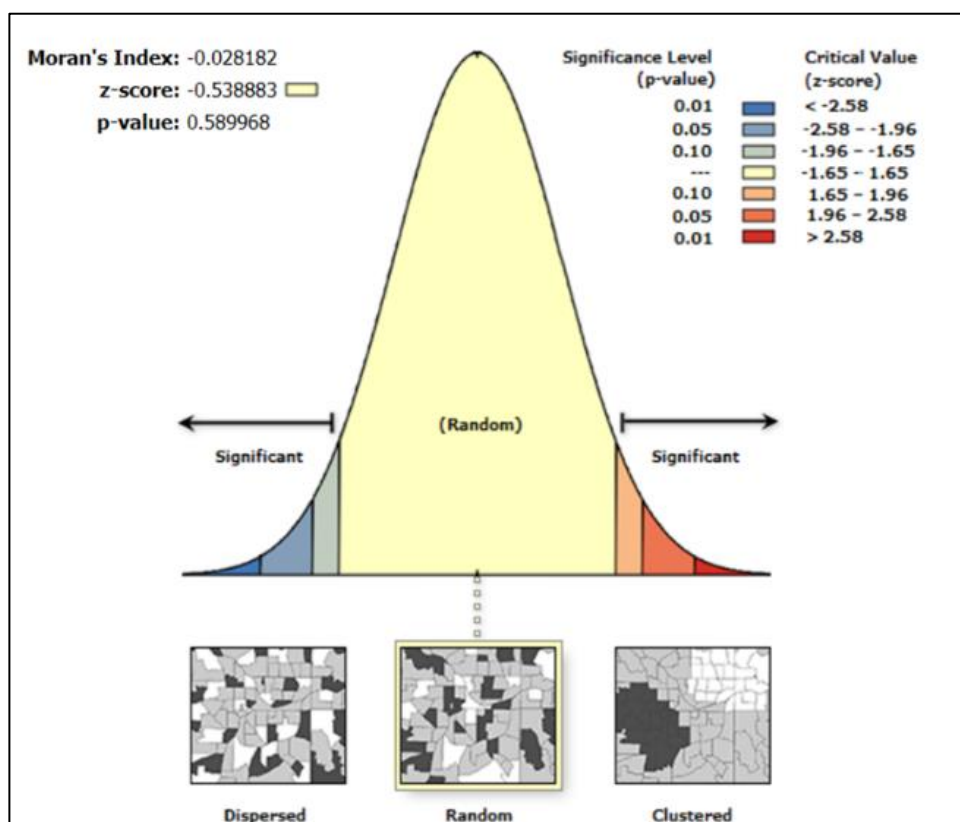 Moran's Index: -0.028182
z-score: -0.538883
p-value: 0.589968
Significance Level
(p-value)
Critical Value
(z-score)
0.01 < -2.58
0.05 -2.58 – -1.96
0.10 -1.96 – -1.65
--- -1.65 – 1.65
0.10 1.65 – 1.96
0.05 1.96 – 2.58
0.01 > 2.58
(Random)
Significant
Significant
Dispersed
Random
Clustered